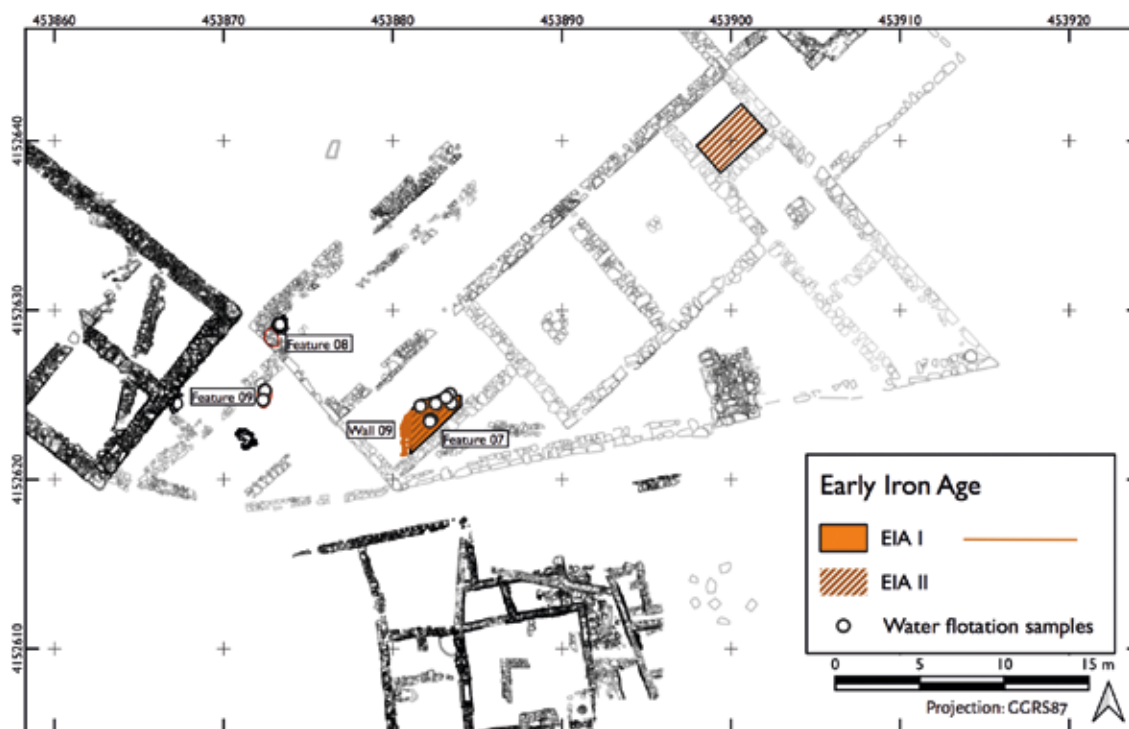 453860 453870 453880 453890 453900 453910 453920
4152640
4152630
Feature 08
Feature 09
Wall 09
Feature 07
4152620
4152610
Early Iron Age
EIA I
EIA II
Water flotation samples
0 5 10 15 m
Projection: GGRS87